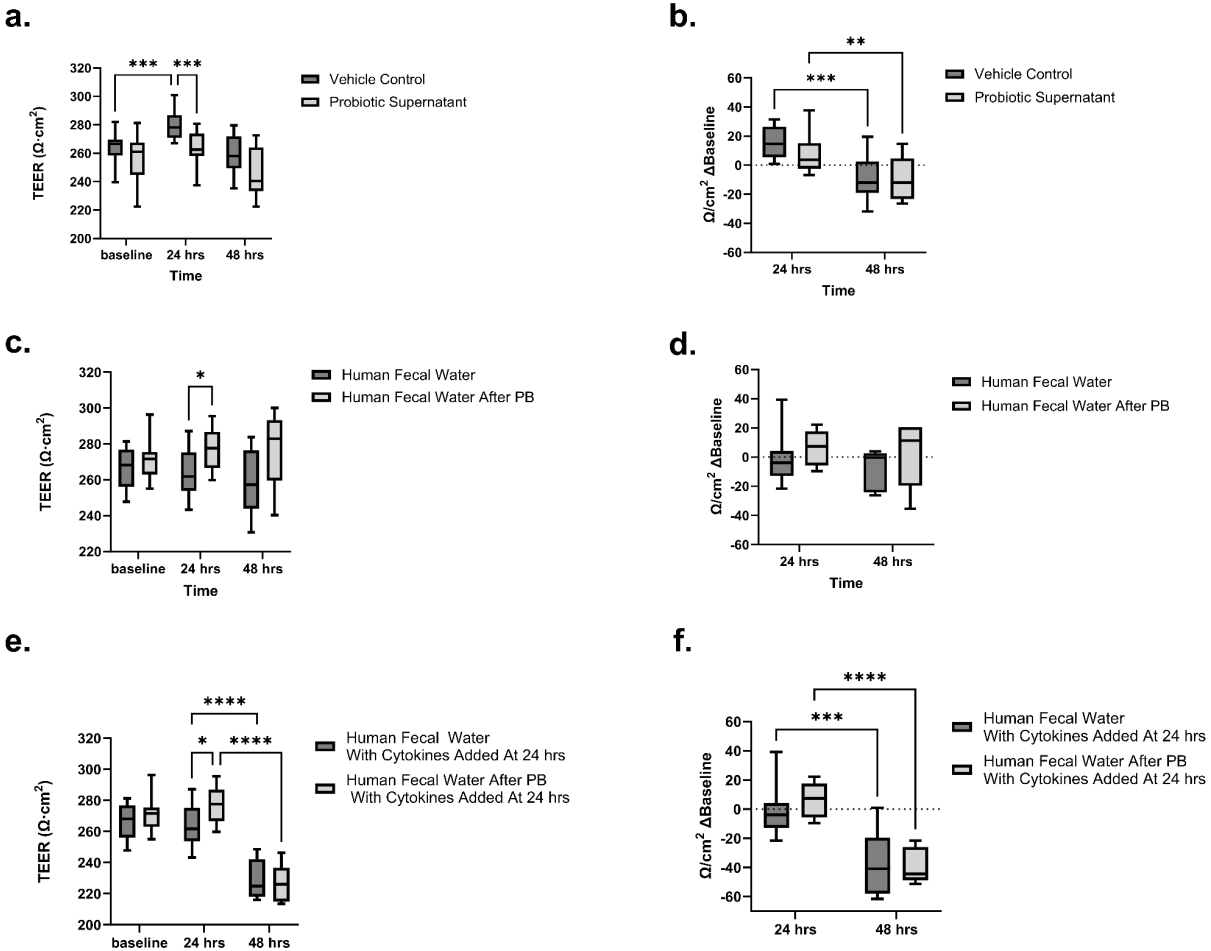 a.
*** ***
TEER (Ω·cm²)
320
300
280
260
240
220
200
baseline 24 hrs 48 hrs
Time
Vehicle Control
Probiotic Supernatant
b.
**
***
Ω/cm² ΔBaseline
60
40
20
0
-20
-40
-60
24 hrs 48 hrs
Time
Vehicle Control
Probiotic Supernatant
c.
*
TEER (Ω·cm²)
320
300
280
260
240
220
baseline 24 hrs 48 hrs
Time
Human Fecal Water
Human Fecal Water After PB
d.
Ω/cm² ΔBaseline
60
40
20
0
-20
-40
-60
24 hrs 48 hrs
Time
Human Fecal Water
Human Fecal Water After PB
e.
****
* ****
TEER (Ω·cm²)
320
300
280
260
240
220
200
baseline 24 hrs 48 hrs
Human Fecal Water
With Cytokines Added At 24 hrs
Human Fecal Water After PB
With Cytokines Added At 24 hrs
f.
****
***
Ω/cm² ΔBaseline
60
40
20
0
-20
-40
-60
24 hrs 48 hrs
Human Fecal Water
With Cytokines Added At 24 hrs
Human Fecal Water After PB
With Cytokines Added At 24 hrs